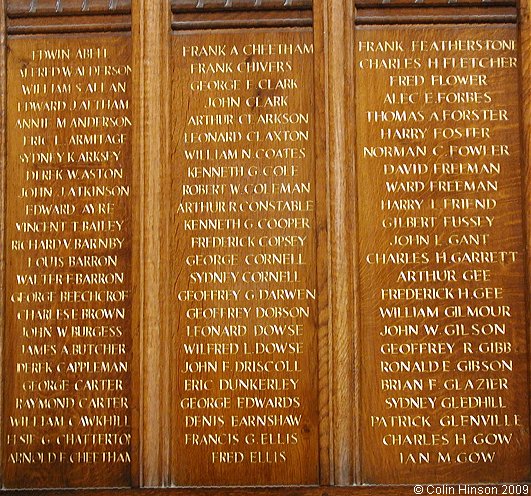 EDWIN ABELL
ALFRED W. ALDERSON
WILLIAM S. ALLAN
EDWARD J. ALTHAM
ANNIE M. ANDERSON
ERIC L. ARMITAGE
SYDNEY K. ARKSEY
DEREK W. ASTON
JOHN J. ATKINSON
EDWARD AYRE
VINCENT T. BAILEY
RICHARD V. BARNBY
LOUIS BARRON
WALTER F. BARRON
GEORGE BEECHCROFT
CHARLES F. BROWN
JOHN W. BURGESS
JAMES A. BUTCHER
DEREK CAPPLEMAN
GEORGE CARTER
RAYMOND CARTER
WILLIAM CAWKHILL
ELSIE G. CHATTERTON
ARNOLD E. CHEETHAM
FRANK A. CHEETHAM
FRANK CHIVERS
GEORGE F. CLARK
JOHN CLARK
ARTHUR CLARKSON
LEONARD CLAXTON
WILLIAM N. COATES
KENNETH G. COLE
ROBERT W. COLEMAN
ARTHUR R. CONSTABLE
KENNETH G. COOPER
FREDERICK COPSEY
GEORGE CORNELL
SYDNEY CORNELL
GEOFFREY G. DARWEN
GEOFFREY DOBSON
LEONARD DOWSE
WILFRED L. DOWSE
JOHN F. DRISCOLL
ERIC DUNKERLEY
GEORGE EDWARDS
DENIS EARNSHAW
FRANCIS G. ELLIS
FRED ELLIS
FRANK FEATHERSTONE
CHARLES H. FLETCHER
FRED FLOWER
ALEC E. FORBES
THOMAS A. FORSTER
HARRY FOSTER
NORMAN C. FOWLER
DAVID FREEMAN
WARD FREEMAN
HARRY J. FRIEND
GILBERT FUSSEY
JOHN L. GANT
CHARLES H. GARRETT
ARTHUR GEE
FREDERICK H. GEE
WILLIAM GILMOUR
JOHN W. GILSON
GEOFFREY R. GIBB
RONALD E. GIBSON
BRIAN F. GLAZIER
SYDNEY GLEDHILL
PATRICK GLENVILLE
CHARLES H. GOW
IAN M. GOW
© Colin Hinson 2009